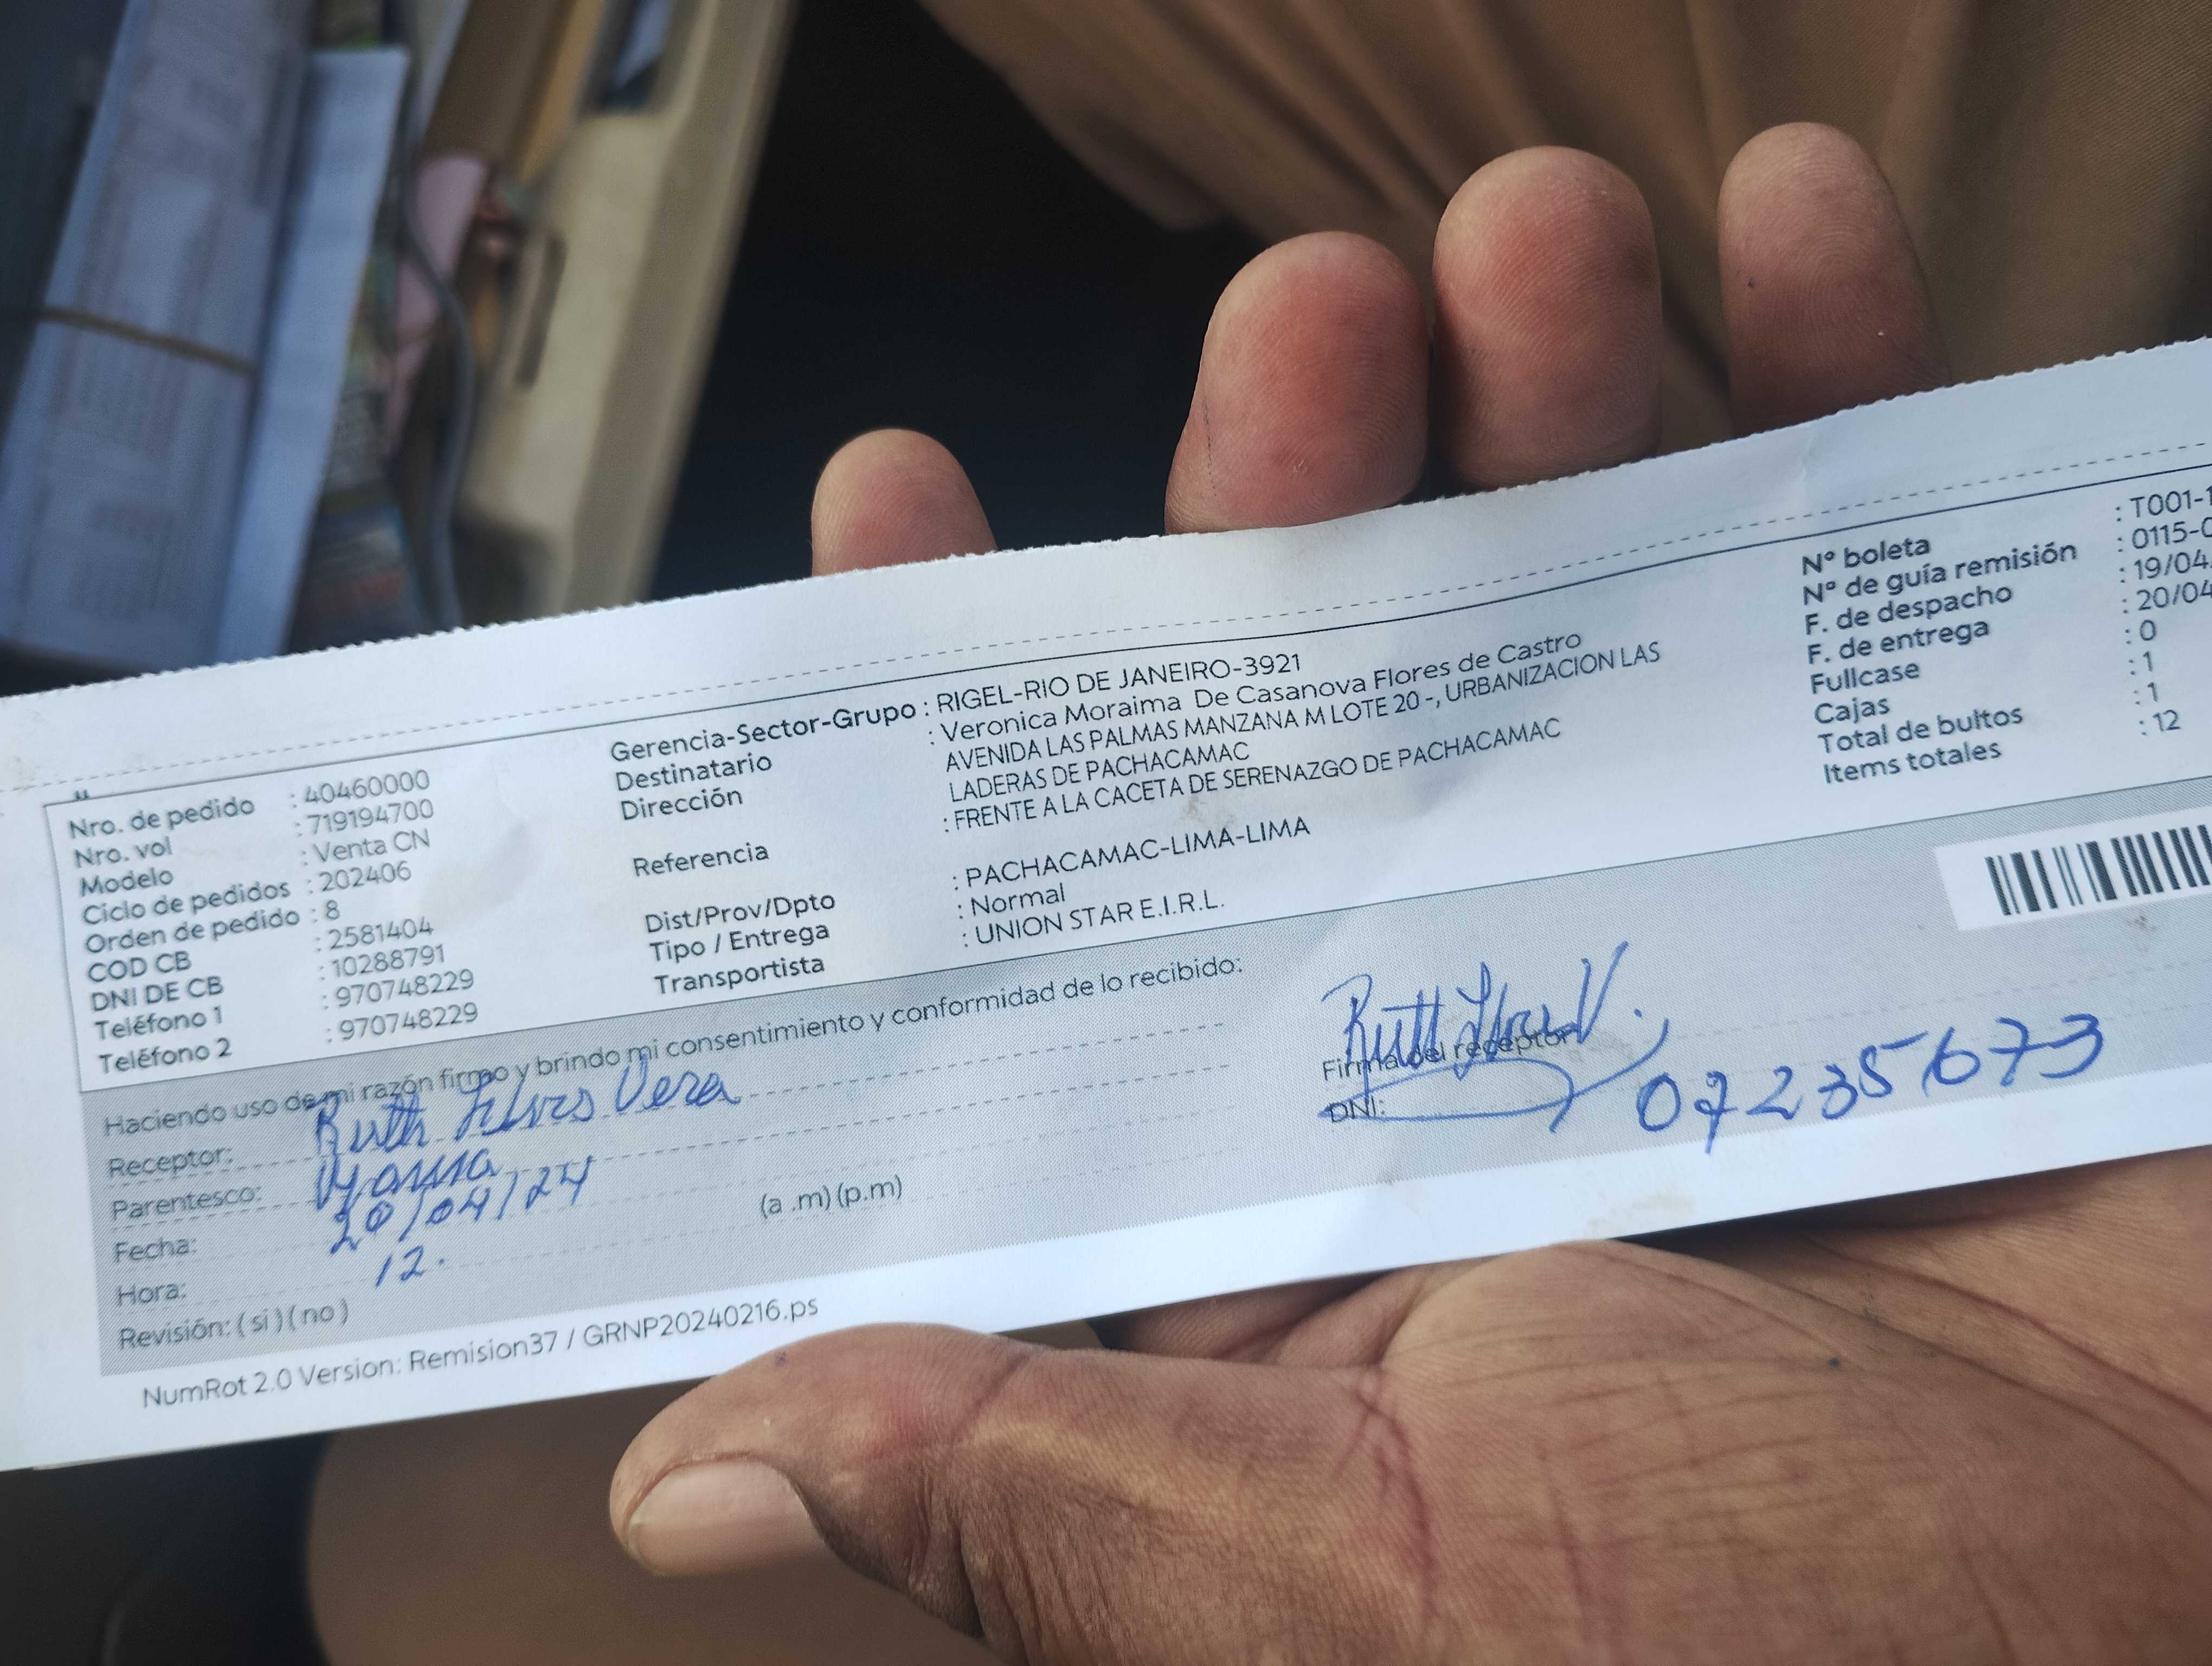 Nro. de pedido : 40460000
Nro. vol : 719194700
Modelo : Venta CN
Ciclo de pedidos : 202406
Orden de pedido : 8
COD CB : 2581404
DNI DE CB : 10288791
Teléfono 1 : 970748229
Teléfono 2 : 970748229
Gerencia-Sector-Grupo : RIGEL-RIO DE JANEIRO-3921
Destinatario : Veronica Moraima De Casanova Flores de Castro
Dirección AVENIDA LAS PALMAS MANZANA M LOTE 20 -, URBANIZACION LAS
LADERAS DE PACHACAMAC
Referencia : FRENTE A LA CACETA DE SERENAZGO DE PACHACAMAC
Dist/Prov/Dpto : PACHACAMAC-LIMA-LIMA
Tipo / Entrega : Normal
Transportista : UNION STAR E.I.R.L.
N° boleta : T001-1
N° de guía remisión : 0115-0
F. de despacho : 19/04
F. de entrega : 20/04
Fullcase : 0
Cajas : 1
Total de bultos : 1
Items totales : 12
Haciendo uso de mi razón firmo y brindo mi consentimiento y conformidad de lo recibido:
Receptor: Ruth Vera
Parentesco:
Fecha: 20/04/24
Hora: 12. (a .m) (p.m)
Revisión: ( si ) ( no )
Firma del receptor
DNI: 07235673
NumRot 2.0 Version: Remision37 / GRNP20240216.ps